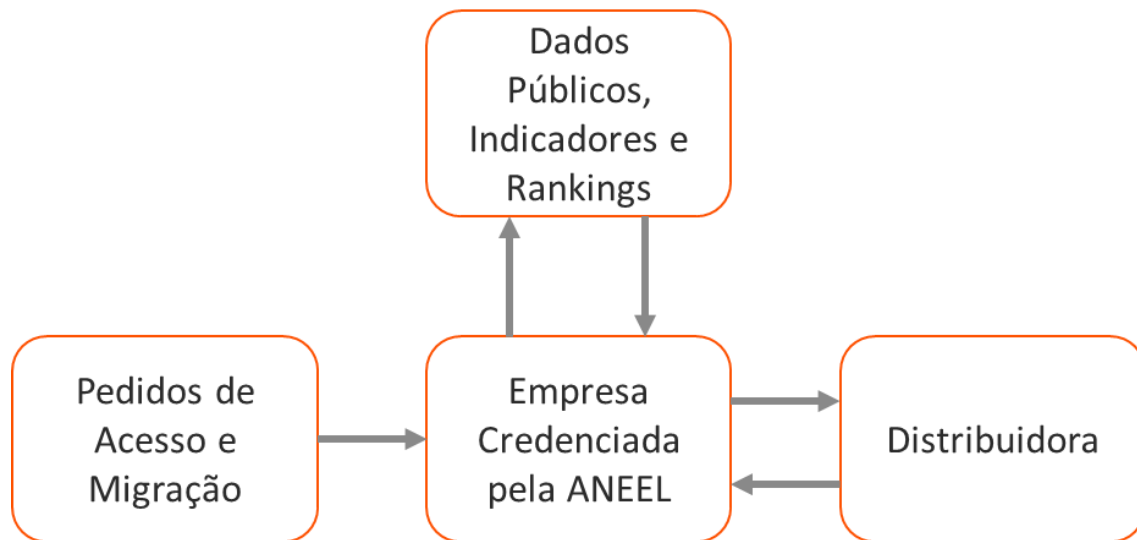 Dados
Públicos,
Indicadores e
Rankings
Pedidos de
Acesso e
Migração
Empresa
Credenciada
pela ANEEL
Distribuidora